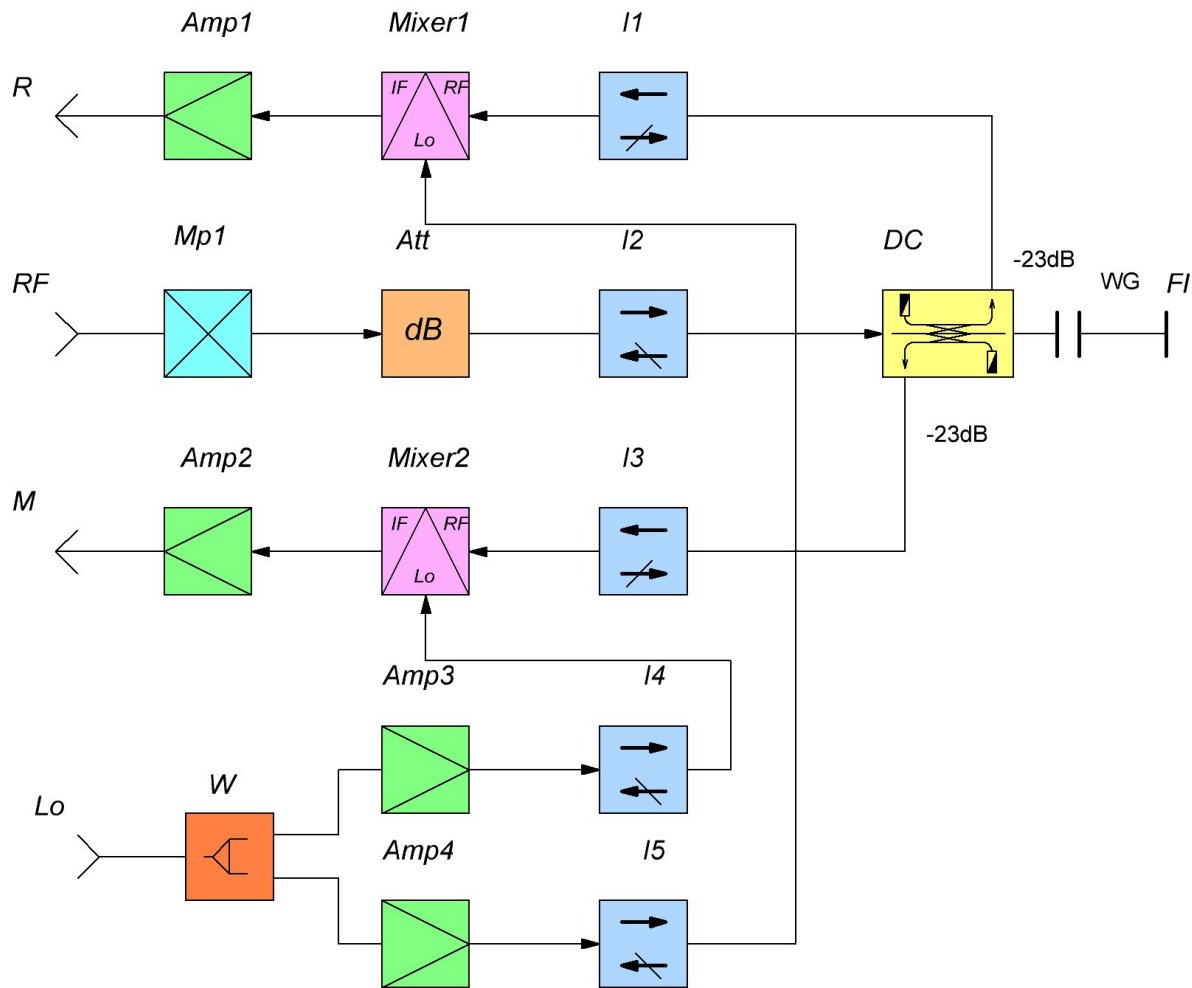 Amp1 Mixer1 I1
R IF RF
Lo
Mp1 Att I2 DC
-23dB
RF WG FI
dB
-23dB
Amp2 Mixer2 I3
M IF RF
Lo
Amp3 I4
W
Lo
Amp4 I5